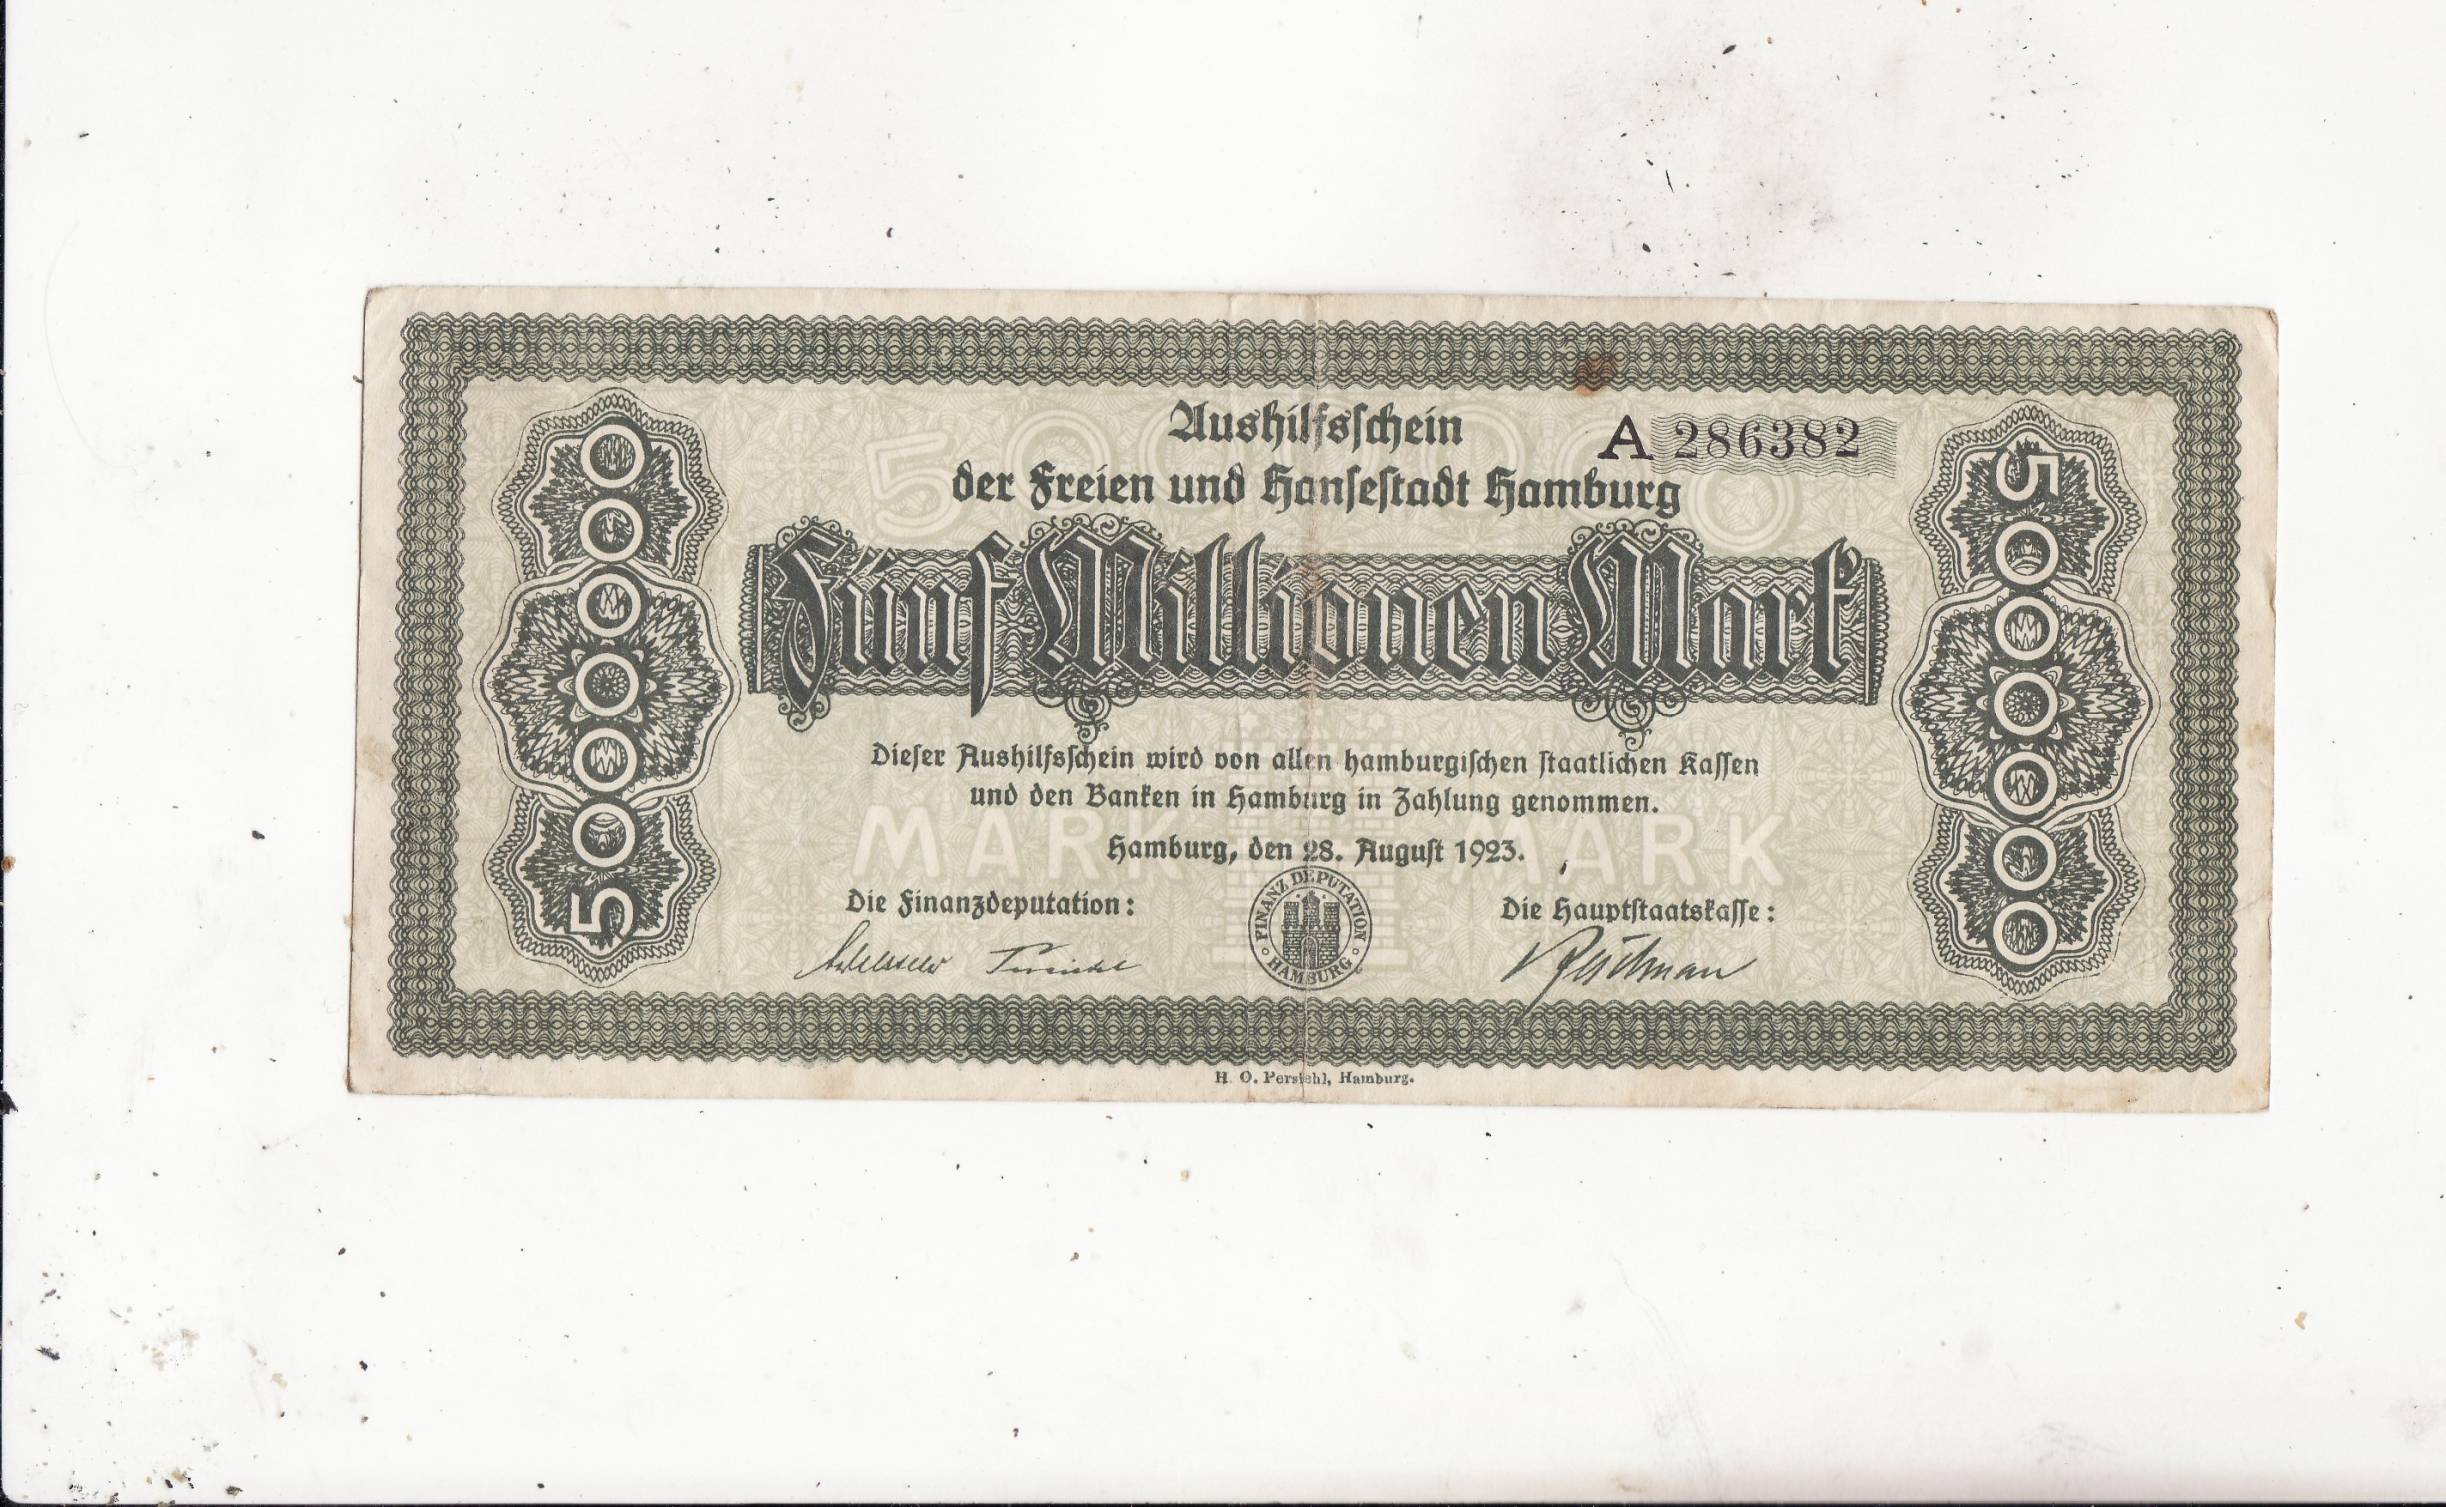 Aushilfsschein
A 286382
der Freien und Hansestadt Hamburg
Fünf Millionen Mark
5000000
5000000
5000000
Dieser Aushilfsschein wird von allen hamburgischen staatlichen Kassen
und den Banken in Hamburg in Zahlung genommen.
MARK MARK
Hamburg, den 28. August 1923.
Die Finanzdeputation:
FINANZDEPUTATION
HAMBURG
Die Hauptstaatskasse:
H. O. Persiehl, Hamburg.